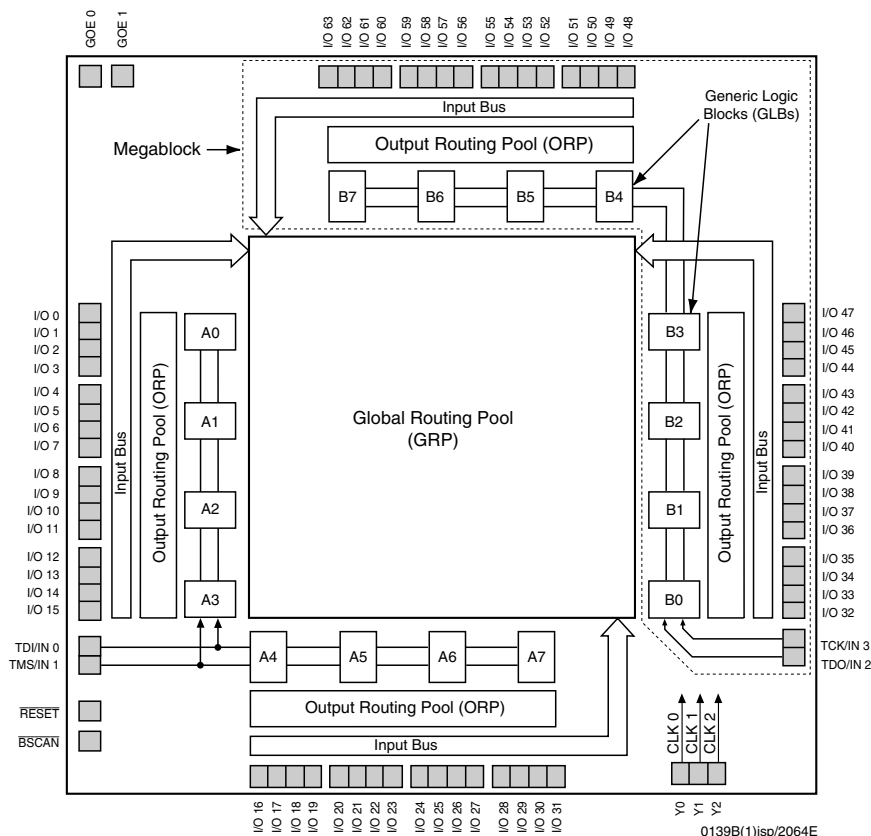 GOE 0
GOE 1
I/O 63
I/O 62
I/O 61
I/O 60
I/O 59
I/O 58
I/O 57
I/O 56
I/O 55
I/O 54
I/O 53
I/O 52
I/O 51
I/O 50
I/O 49
I/O 48
Input Bus
Generic Logic
Blocks (GLBs)
Megablock
Output Routing Pool (ORP)
B7
B6
B5
B4
I/O 0
I/O 1
I/O 2
I/O 3
I/O 4
I/O 5
I/O 6
I/O 7
I/O 8
I/O 9
I/O 10
I/O 11
I/O 12
I/O 13
I/O 14
I/O 15
Input Bus
Output Routing Pool (ORP)
A0
A1
A2
A3
Global Routing Pool
(GRP)
B3
B2
B1
B0
Output Routing Pool (ORP)
Input Bus
I/O 47
I/O 46
I/O 45
I/O 44
I/O 43
I/O 42
I/O 41
I/O 40
I/O 39
I/O 38
I/O 37
I/O 36
I/O 35
I/O 34
I/O 33
I/O 32
TDI/IN 0
TMS/IN 1
A4
A5
A6
A7
TCK/IN 3
TDO/IN 2
RESET
BSCAN
Output Routing Pool (ORP)
Input Bus
CLK 0
CLK 1
CLK 2
I/O 16
I/O 17
I/O 18
I/O 19
I/O 20
I/O 21
I/O 22
I/O 23
I/O 24
I/O 25
I/O 26
I/O 27
I/O 28
I/O 29
I/O 30
I/O 31
Y0
Y1
Y2
0139B(1)isp/2064E